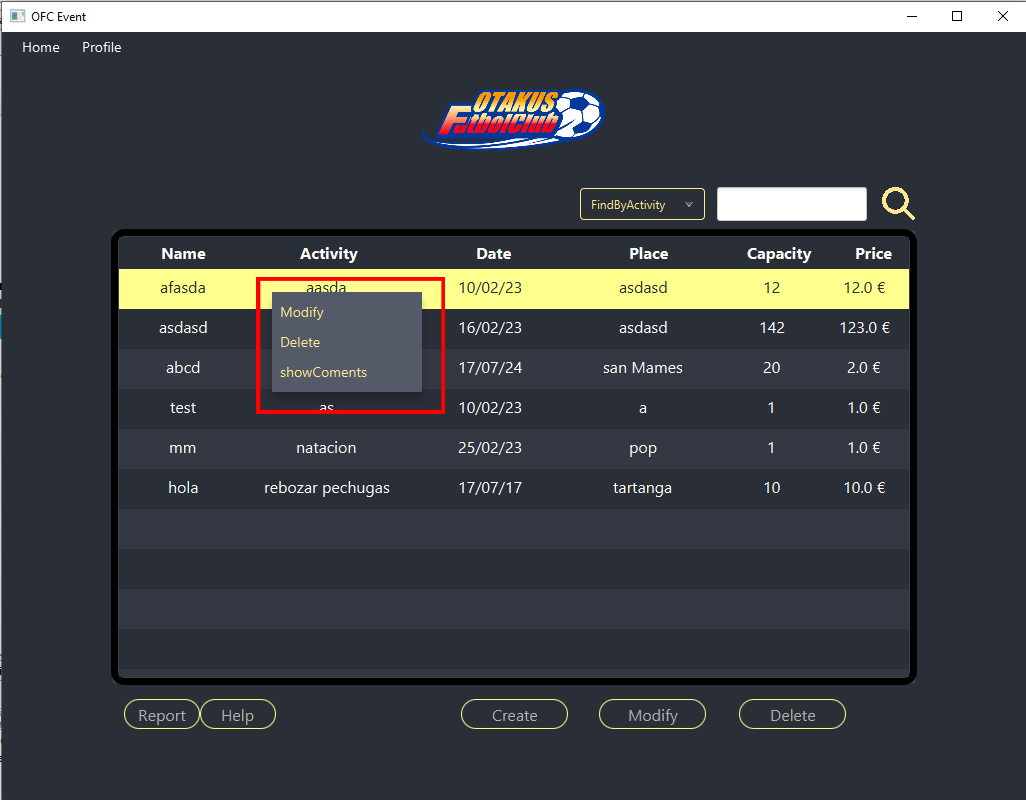 OFC Event
Home Profile
OTAKUS
FutbolClub
FindByActivity
Name Activity Date Place Capacity Price
afasda aasda 10/02/23 asdasd 12 12.0 €
asdasd 16/02/23 asdasd 142 123.0 €
abcd 17/07/24 san Mames 20 2.0 €
Modify
Delete
showComents
test as 10/02/23 a 1 1.0 €
mm natacion 25/02/23 pop 1 1.0 €
hola rebozar pechugas 17/07/17 tartanga 10 10.0 €
Report Help Create Modify Delete